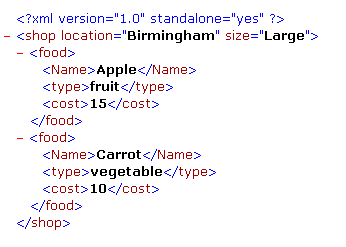 <?xml version="1.0" standalone="yes" ?>
- <shop location="Birmingham" size="Large">
- <food>
<Name>Apple</Name>
<type>fruit</type>
<cost>15</cost>
</food>
- <food>
<Name>Carrot</Name>
<type>vegetable</type>
<cost>10</cost>
</food>
</shop>